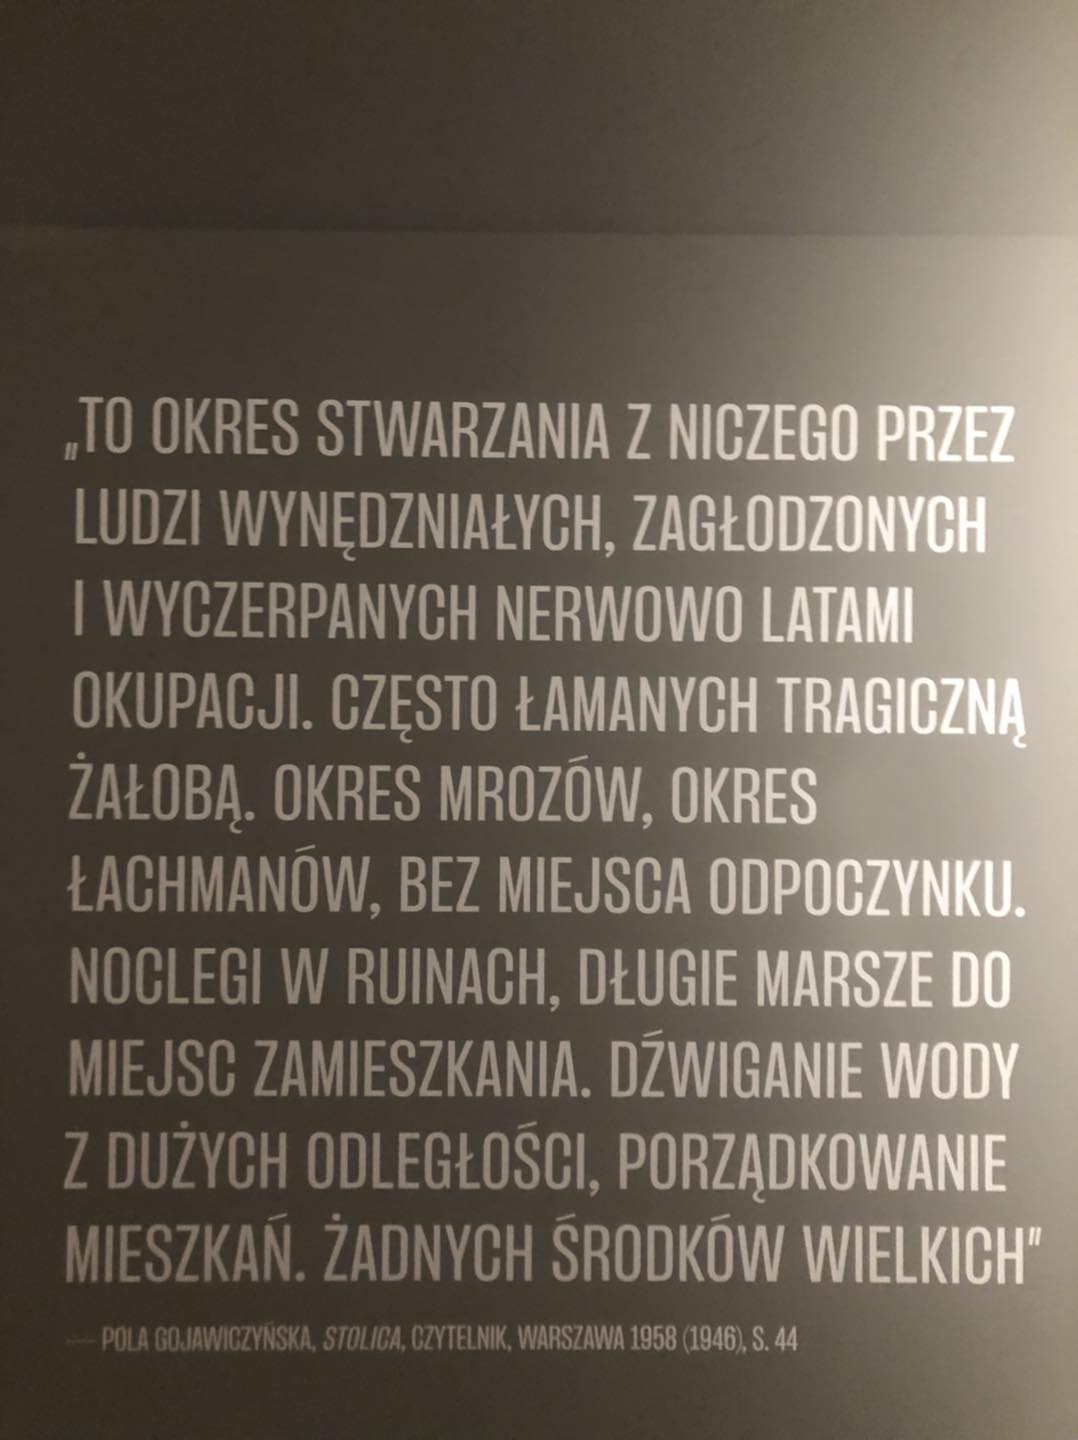 „TO OKRES STWARZANIA Z NICZEGO PRZEZ
LUDZI WYNĘDZNIAŁYCH, ZAGŁODZONYCH
I WYCZERPANYCH NERWOWO LATAMI
OKUPACJI. CZĘSTO ŁAMANYCH TRAGICZNĄ
ŻAŁOBĄ. OKRES MROZÓW, OKRES
ŁACHMANÓW, BEZ MIEJSCA ODPOCZYNKU.
NOCLEGI W RUINACH, DŁUGIE MARSZE DO
MIEJSC ZAMIESZKANIA. DŹWIGANIE WODY
Z DUŻYCH ODLEGŁOŚCI, PORZĄDKOWANIE
MIESZKAŃ. ŻADNYCH ŚRODKÓW WIELKICH”
— POLA GOJAWICZYŃSKA, STOLICA, CZYTELNIK, WARSZAWA 1958 (1946), S. 44